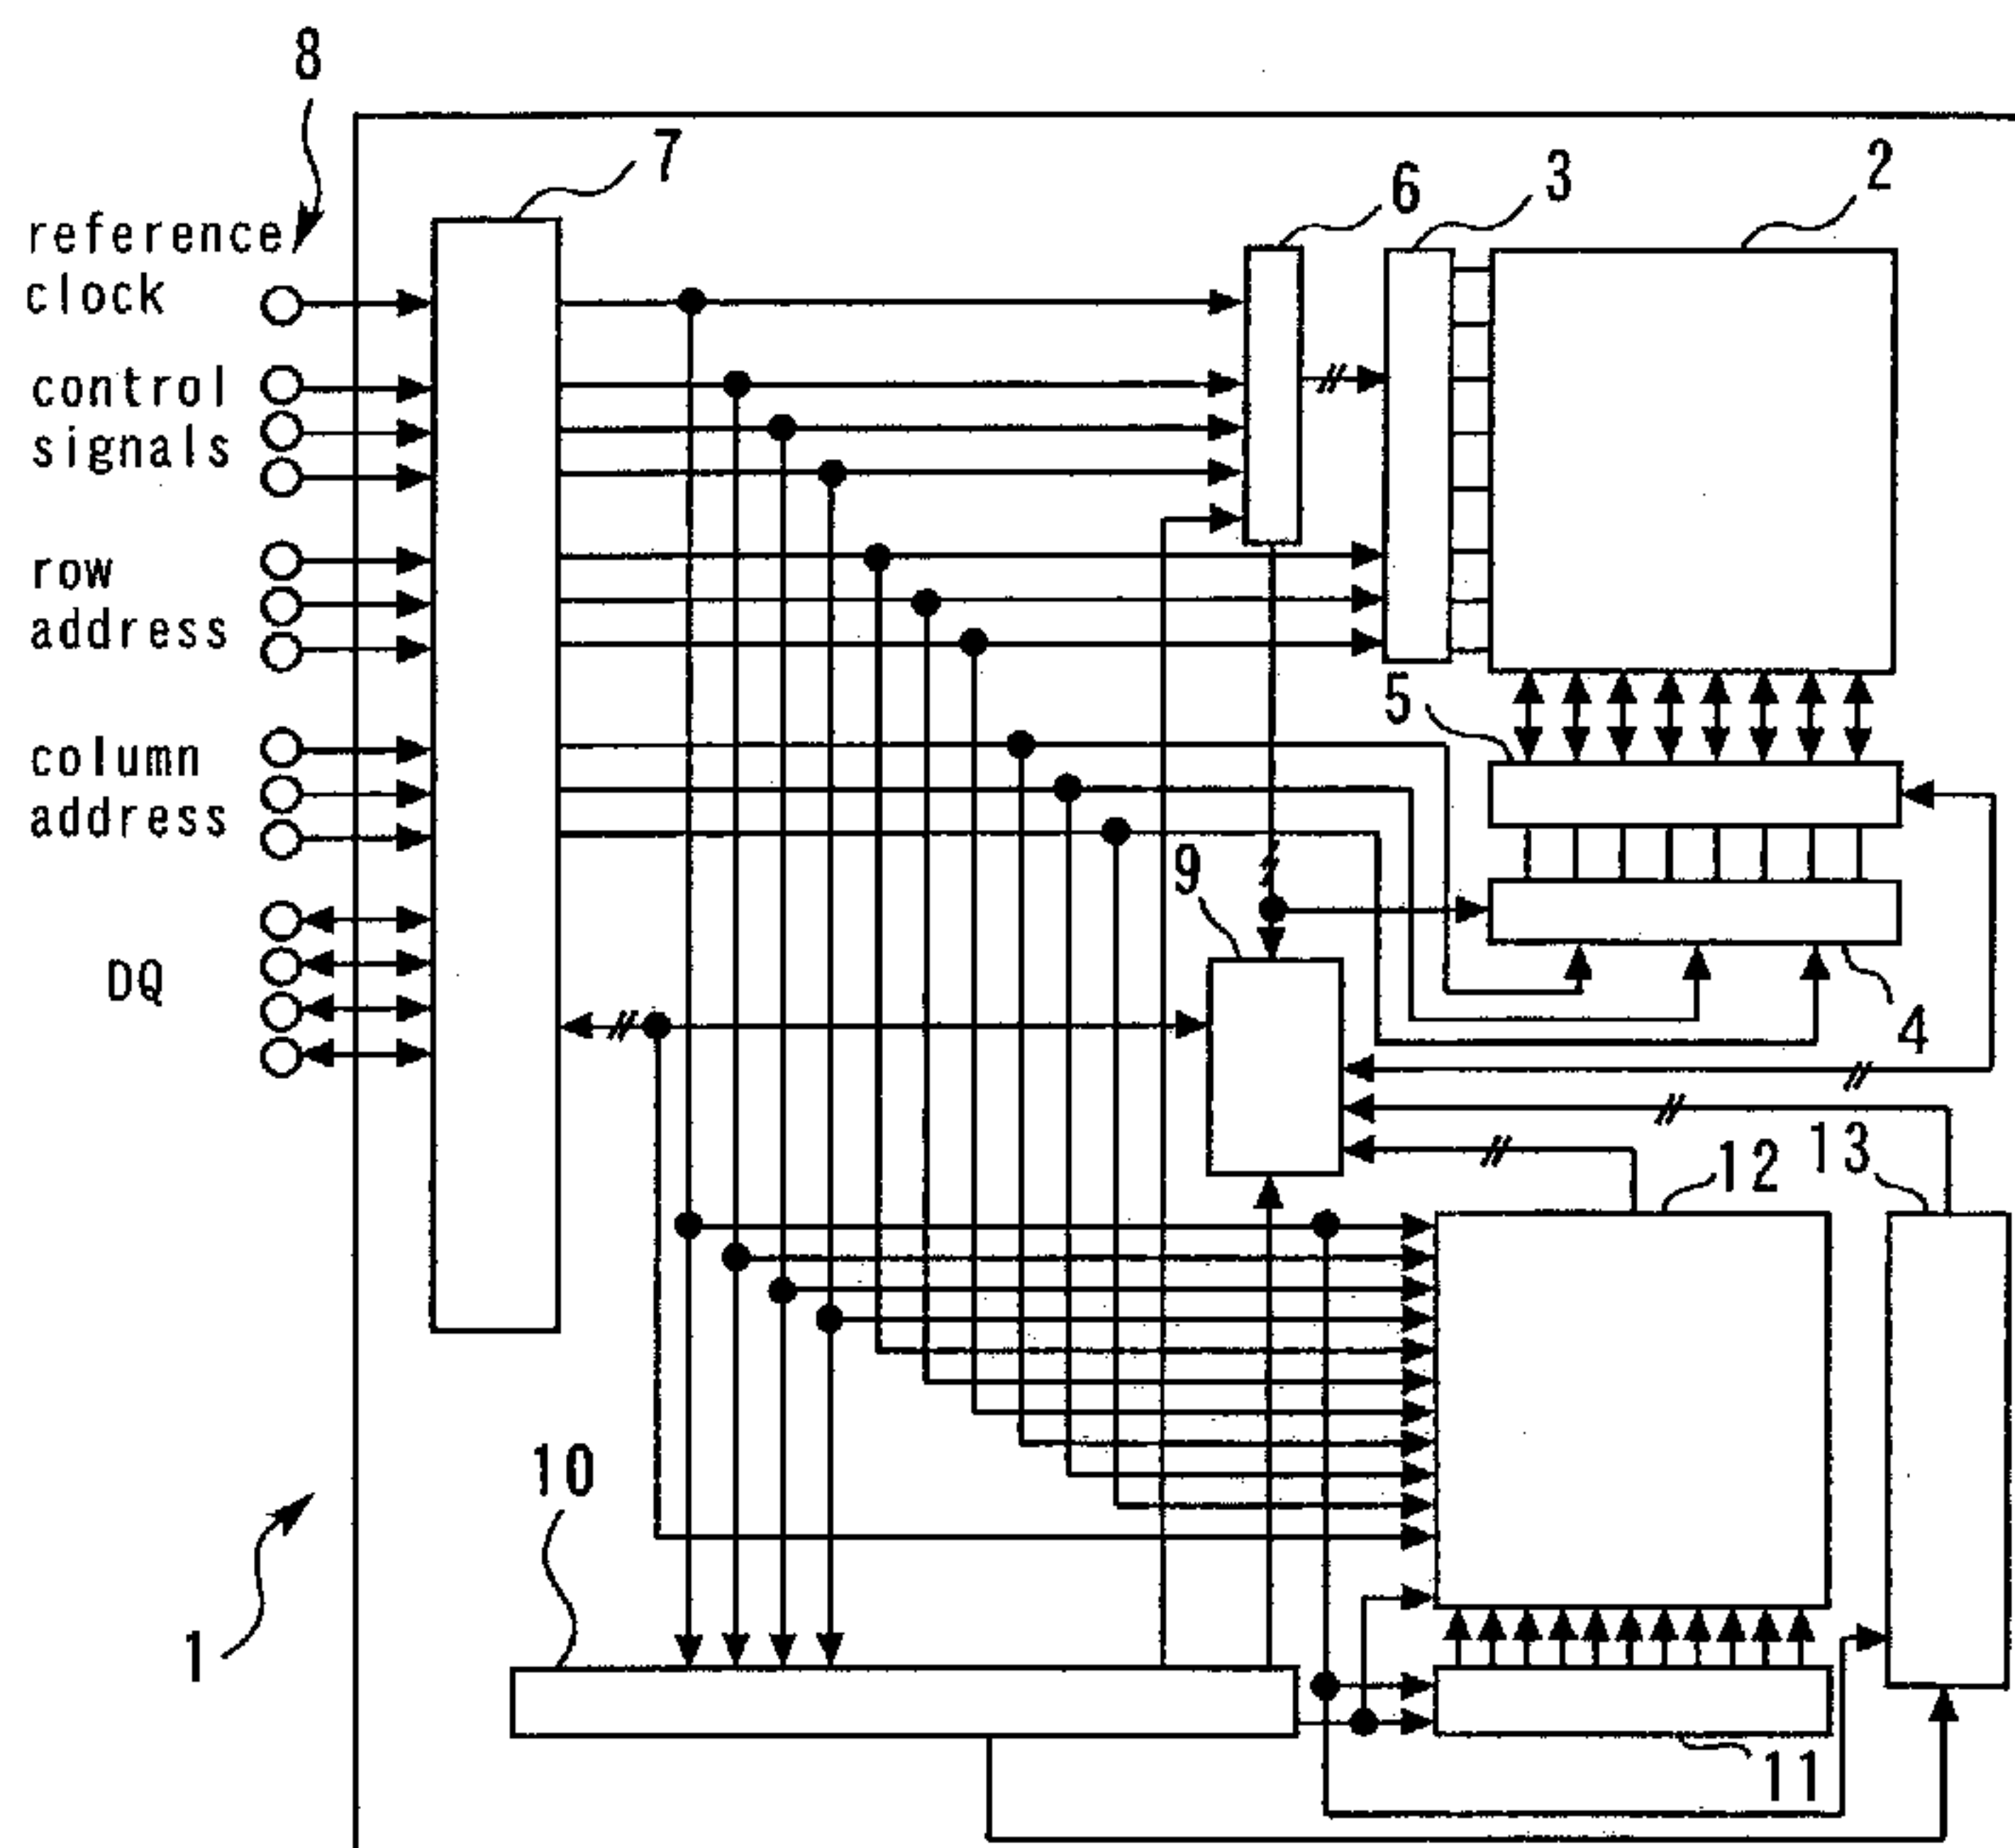 8
7
6
3
2
reference
clock
control
signals
row
address
5
column
address
9
DQ
4
12
13
10
1
11